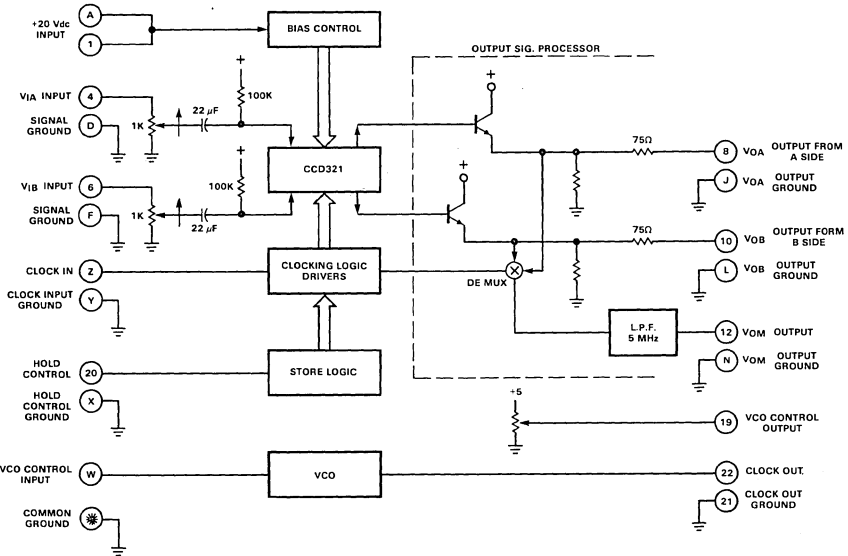 +20 Vdc
INPUT
A
1
BIAS CONTROL
OUTPUT SIG. PROCESSOR
VIA INPUT
4
SIGNAL
GROUND
D
1K
22 µF
+
100K
VIB INPUT
6
SIGNAL
GROUND
F
1K
22 µF
+
100K
CCD321
+
+
75Ω
8
VOA
OUTPUT FROM
A SIDE
J
VOA
OUTPUT
GROUND
75Ω
10
VOB
OUTPUT FORM
B SIDE
L
VOB
OUTPUT
GROUND
CLOCK IN
Z
CLOCK INPUT
GROUND
Y
CLOCKING LOGIC
DRIVERS
DE MUX
L.P.F.
5 MHz
12
VOM OUTPUT
N
VOM
OUTPUT
GROUND
HOLD
CONTROL
20
HOLD
CONTROL
GROUND
X
STORE LOGIC
+5
19
VCO CONTROL
OUTPUT
VCO CONTROL
INPUT
W
VCO
22
CLOCK OUT.
21
CLOCK OUT
GROUND
COMMON
GROUND